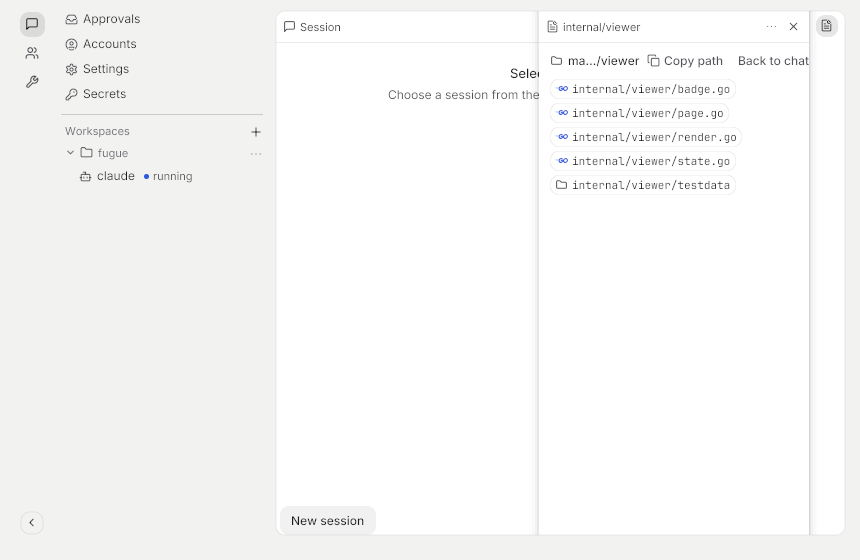 Approvals
Accounts
Settings
Secrets
Workspaces
fugue
claude running
Session
Selec
Choose a session from the
New session
internal/viewer
ma.../viewer Copy path Back to chat
internal/viewer/badge.go
internal/viewer/page.go
internal/viewer/render.go
internal/viewer/state.go
internal/viewer/testdata